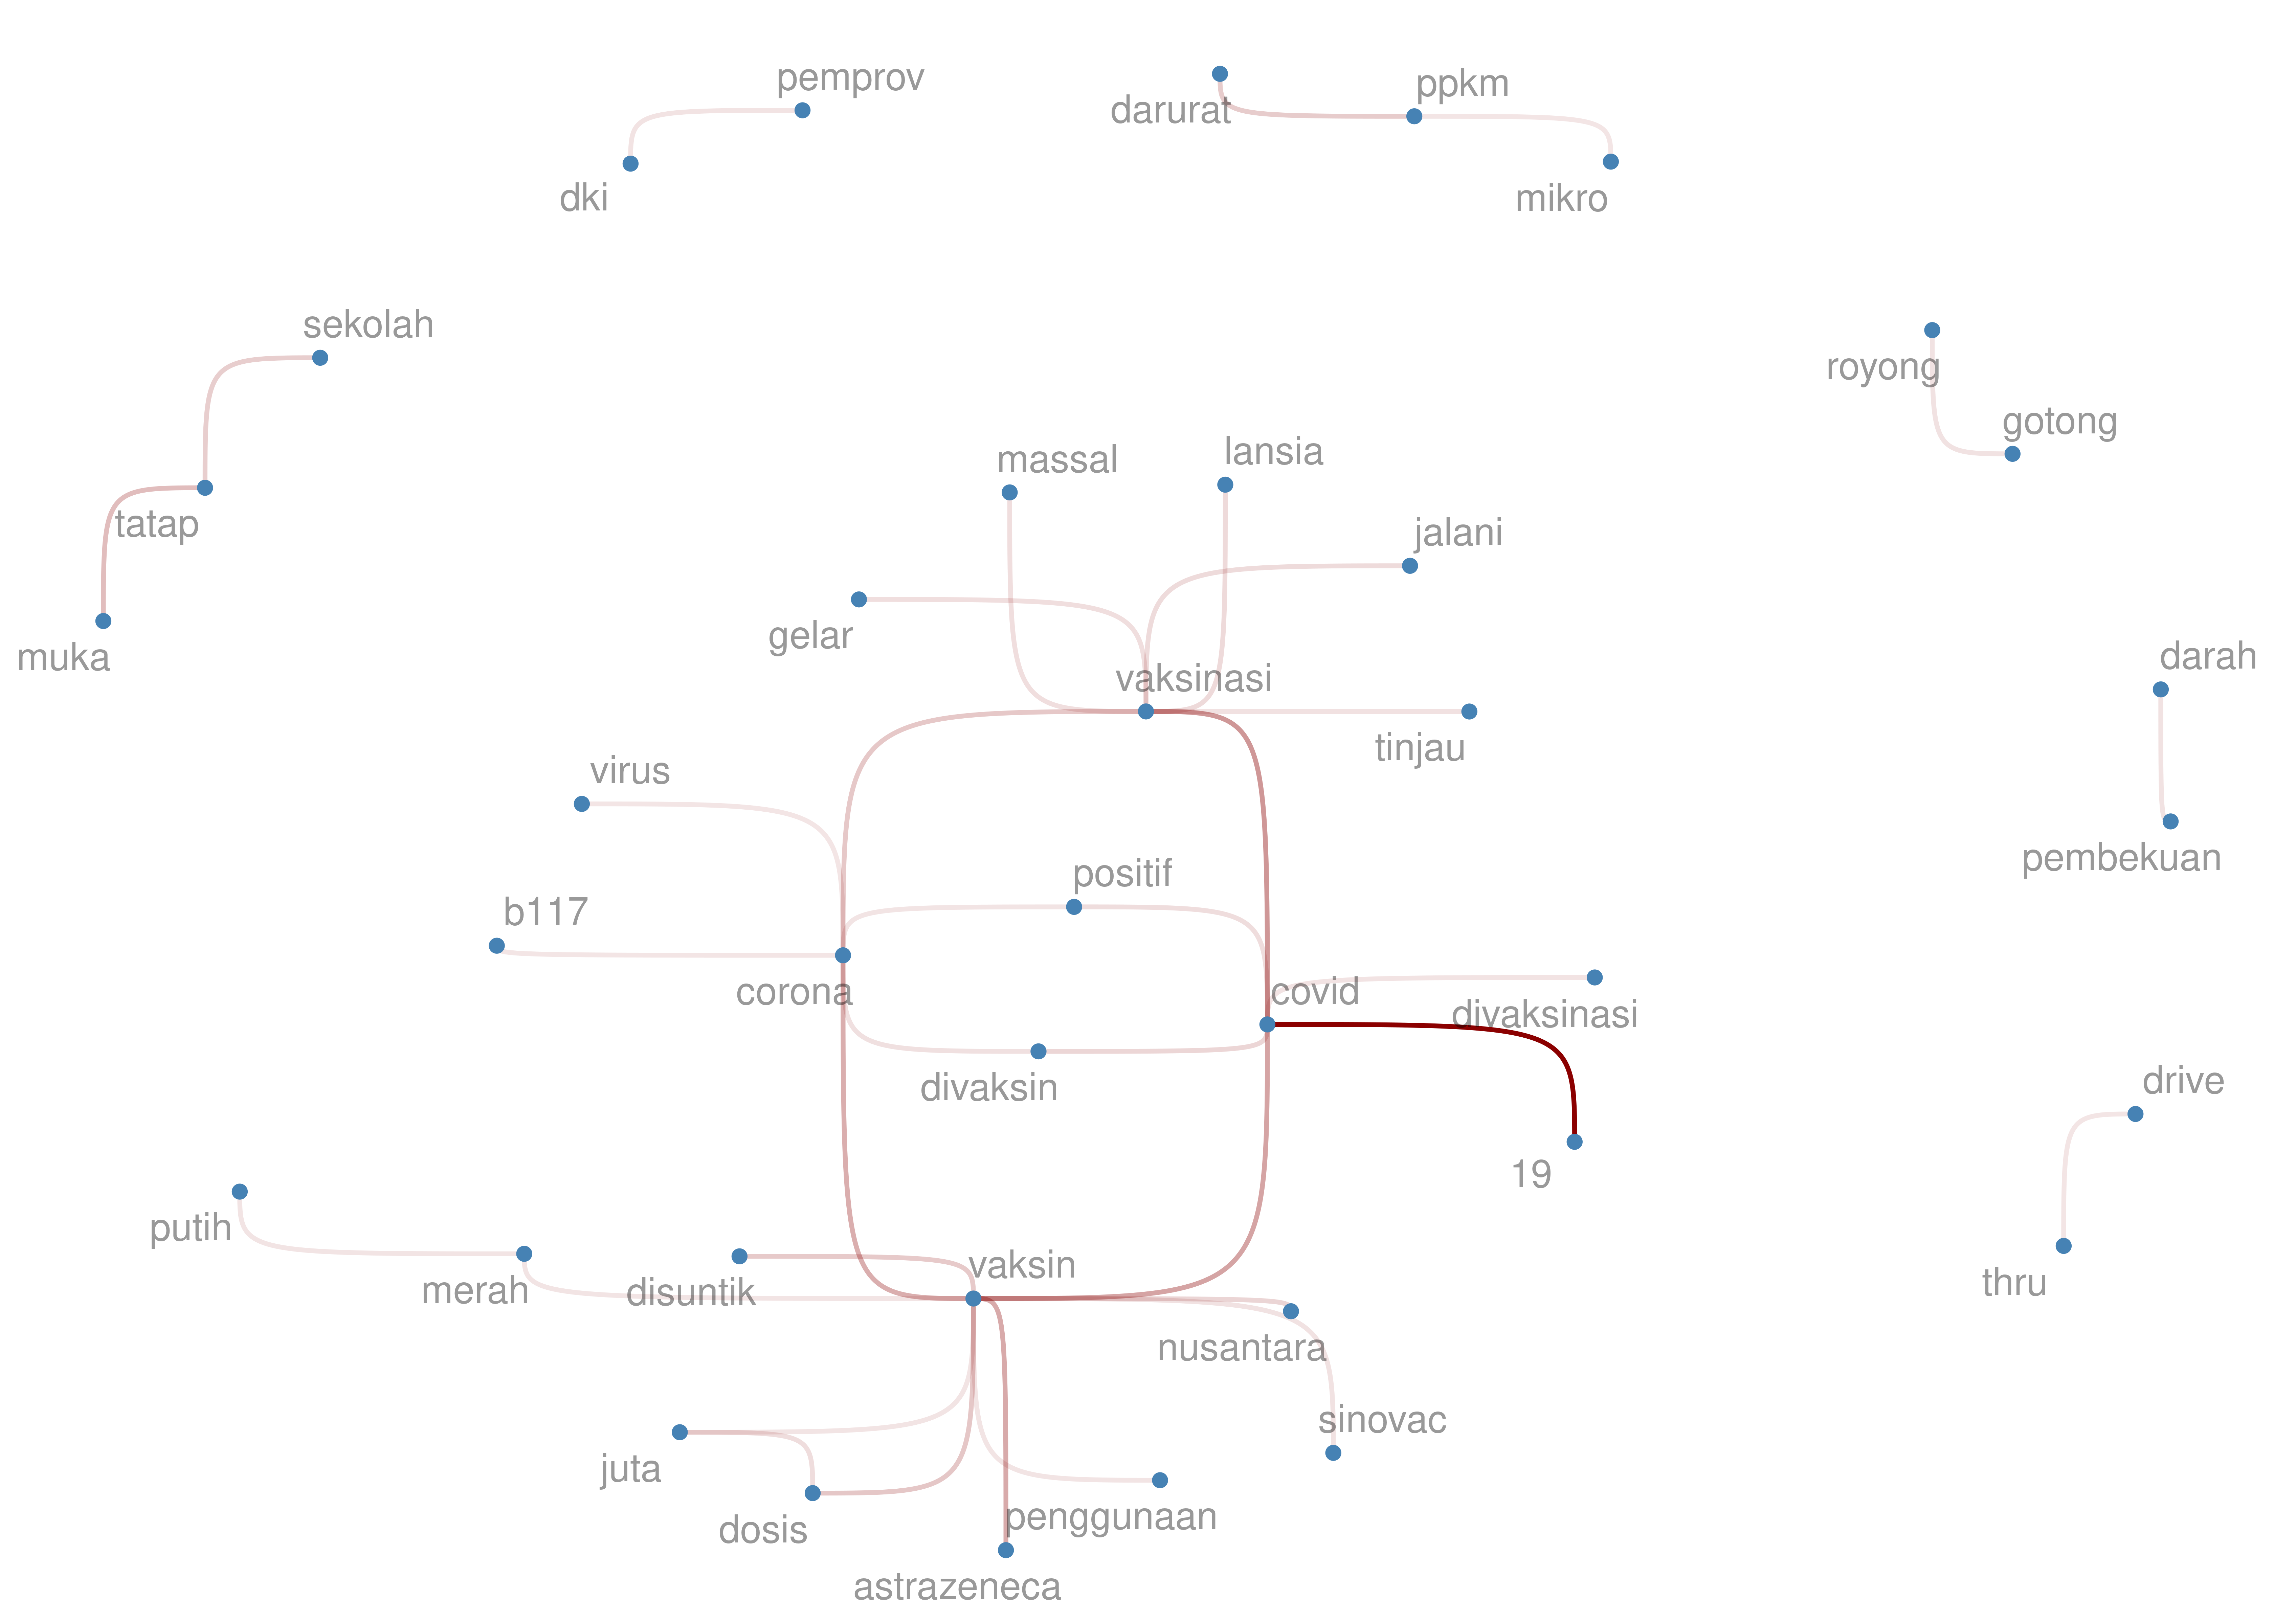 pemprov
darurat
ppkm
dki
mikro
sekolah
royong
gotong
tatap
massal
lansia
jalani
gelar
muka
vaksinasi
darah
tinjau
virus
positif
pembekuan
b117
corona
covid
divaksinasi
divaksin
drive
19
putih
vaksin
merah
disuntik
thru
nusantara
sinovac
juta
dosis
penggunaan
astrazeneca